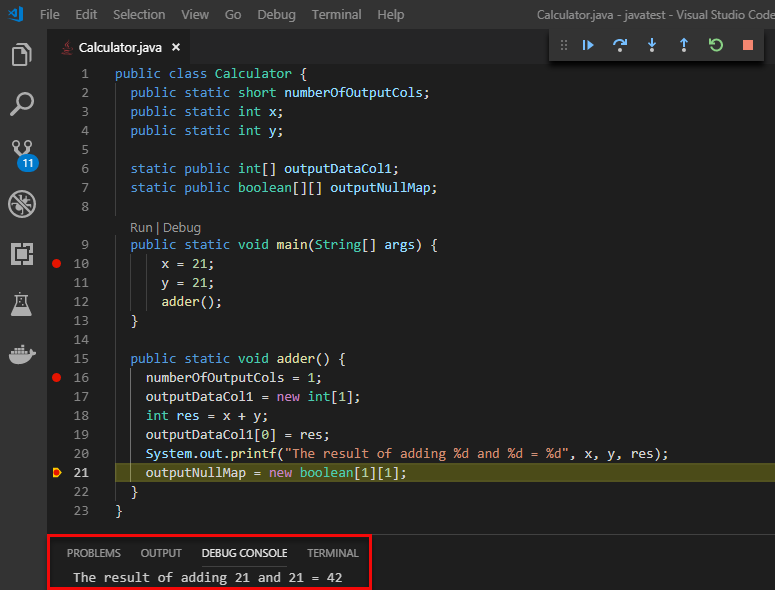 File Edit Selection View Go Debug Terminal Help Calculator.java - javatest - Visual Studio Code
Calculator.java ×
1 public class Calculator {
2 public static short numberOfOutputCols;
3 public static int x;
4 public static int y;
5
6 static public int[] outputDataCol1;
7 static public boolean[][] outputNullMap;
8
Run | Debug
9 public static void main(String[] args) {
10 x = 21;
11 y = 21;
12 adder();
13 }
14
15 public static void adder() {
16 numberOfOutputCols = 1;
17 outputDataCol1 = new int[1];
18 int res = x + y;
19 outputDataCol1[0] = res;
20 System.out.printf("The result of adding %d and %d = %d", x, y, res);
21 outputNullMap = new boolean[1][1];
22 }
23 }
11
PROBLEMS OUTPUT DEBUG CONSOLE TERMINAL
The result of adding 21 and 21 = 42